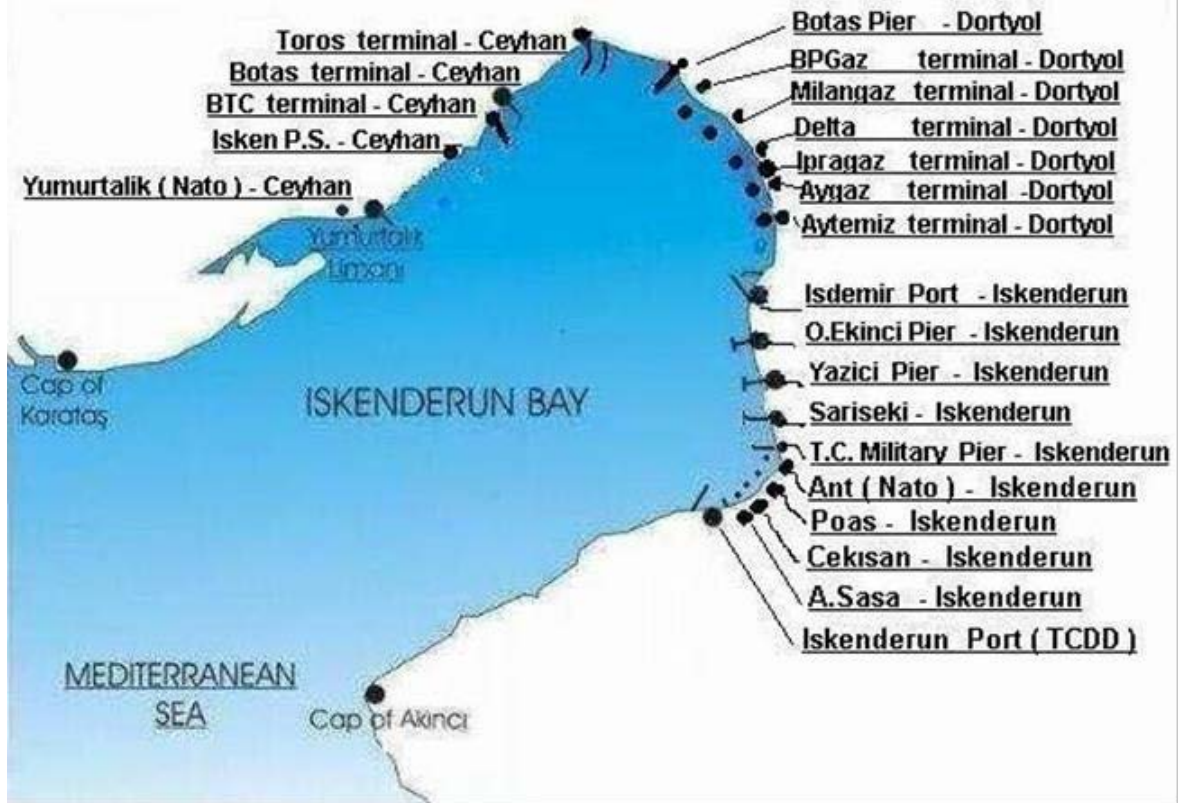 Toros terminal - Ceyhan
Botas terminal - Ceyhan
BTC terminal - Ceyhan
Isken P.S. - Ceyhan
Yumurtalik ( Nato ) - Ceyhan
Yumurtalık
Limanı
Cap of
Karataş
ISKENDERUN BAY
MEDITERRANEAN
SEA
Cap of Akıncı
Botas Pier - Dortyol
BPGaz terminal - Dortyol
Milangaz terminal - Dortyol
Delta terminal - Dortyol
Ipragaz terminal - Dortyol
Aygaz terminal -Dortyol
Aytemiz terminal - Dortyol
Isdemir Port - Iskenderun
O.Ekinci Pier - Iskenderun
Yazici Pier - Iskenderun
Sariseki - Iskenderun
T.C. Military Pier - Iskenderun
Ant ( Nato ) - Iskenderun
Poas - Iskenderun
Cekısan - Iskenderun
A.Sasa - Iskenderun
Iskenderun Port ( TCDD )